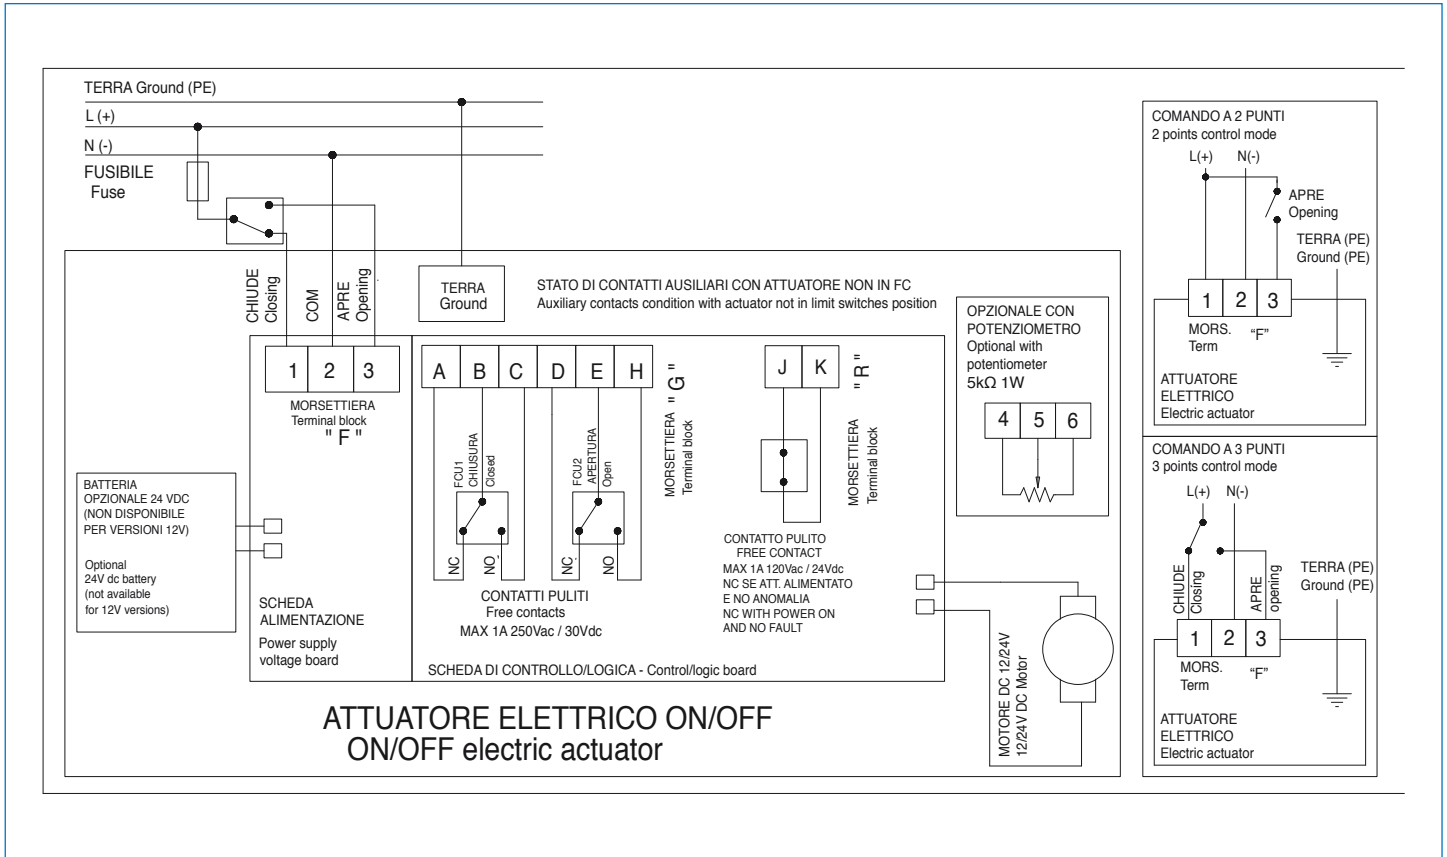 TERRA Ground (PE)
L (+)
N (-)
FUSIBILE
Fuse
CHIUDE
Closing
COM
APRE
Opening
TERRA
Ground
STATO DI CONTATTI AUSILIARI CON ATTUATORE NON IN FC
Auxiliary contacts condition with actuator not in limit switches position
1 2 3
MORSETTIERA
Terminal block
" F "
A B C D E H
MORSETTIERA " G "
Terminal block
FCU1
CHIUSURA
Closed
FCU2
APERTURA
Open
NC NO NC NO
CONTATTI PULITI
Free contacts
MAX 1A 250Vac / 30Vdc
J K
" R "
MORSETTIERA
Terminal block
CONTATTO PULITO
FREE CONTACT
MAX 1A 120Vac / 24Vdc
NC SE ATT. ALIMENTATO
E NO ANOMALIA
NC WITH POWER ON
AND NO FAULT
OPZIONALE CON
POTENZIOMETRO
Optional with
potentiometer
5kΩ 1W
4 5 6
BATTERIA
OPZIONALE 24 VDC
(NON DISPONIBILE
PER VERSIONI 12V)
Optional
24V dc battery
(not available
for 12V versions)
SCHEDA
ALIMENTAZIONE
Power supply
voltage board
SCHEDA DI CONTROLLO/LOGICA - Control/logic board
MOTORE DC 12/24V
12/24V DC Motor
ATTUATORE ELETTRICO ON/OFF
ON/OFF electric actuator
COMANDO A 2 PUNTI
2 points control mode
L(+) N(-)
APRE
Opening
TERRA (PE)
Ground (PE)
1 2 3
MORS. “F”
Term
ATTUATORE
ELETTRICO
Electric actuator
COMANDO A 3 PUNTI
3 points control mode
L(+) N(-)
CHIUDE
Closing
APRE
opening
TERRA (PE)
Ground (PE)
1 2 3
MORS. “F”
Term
ATTUATORE
ELETTRICO
Electric actuator